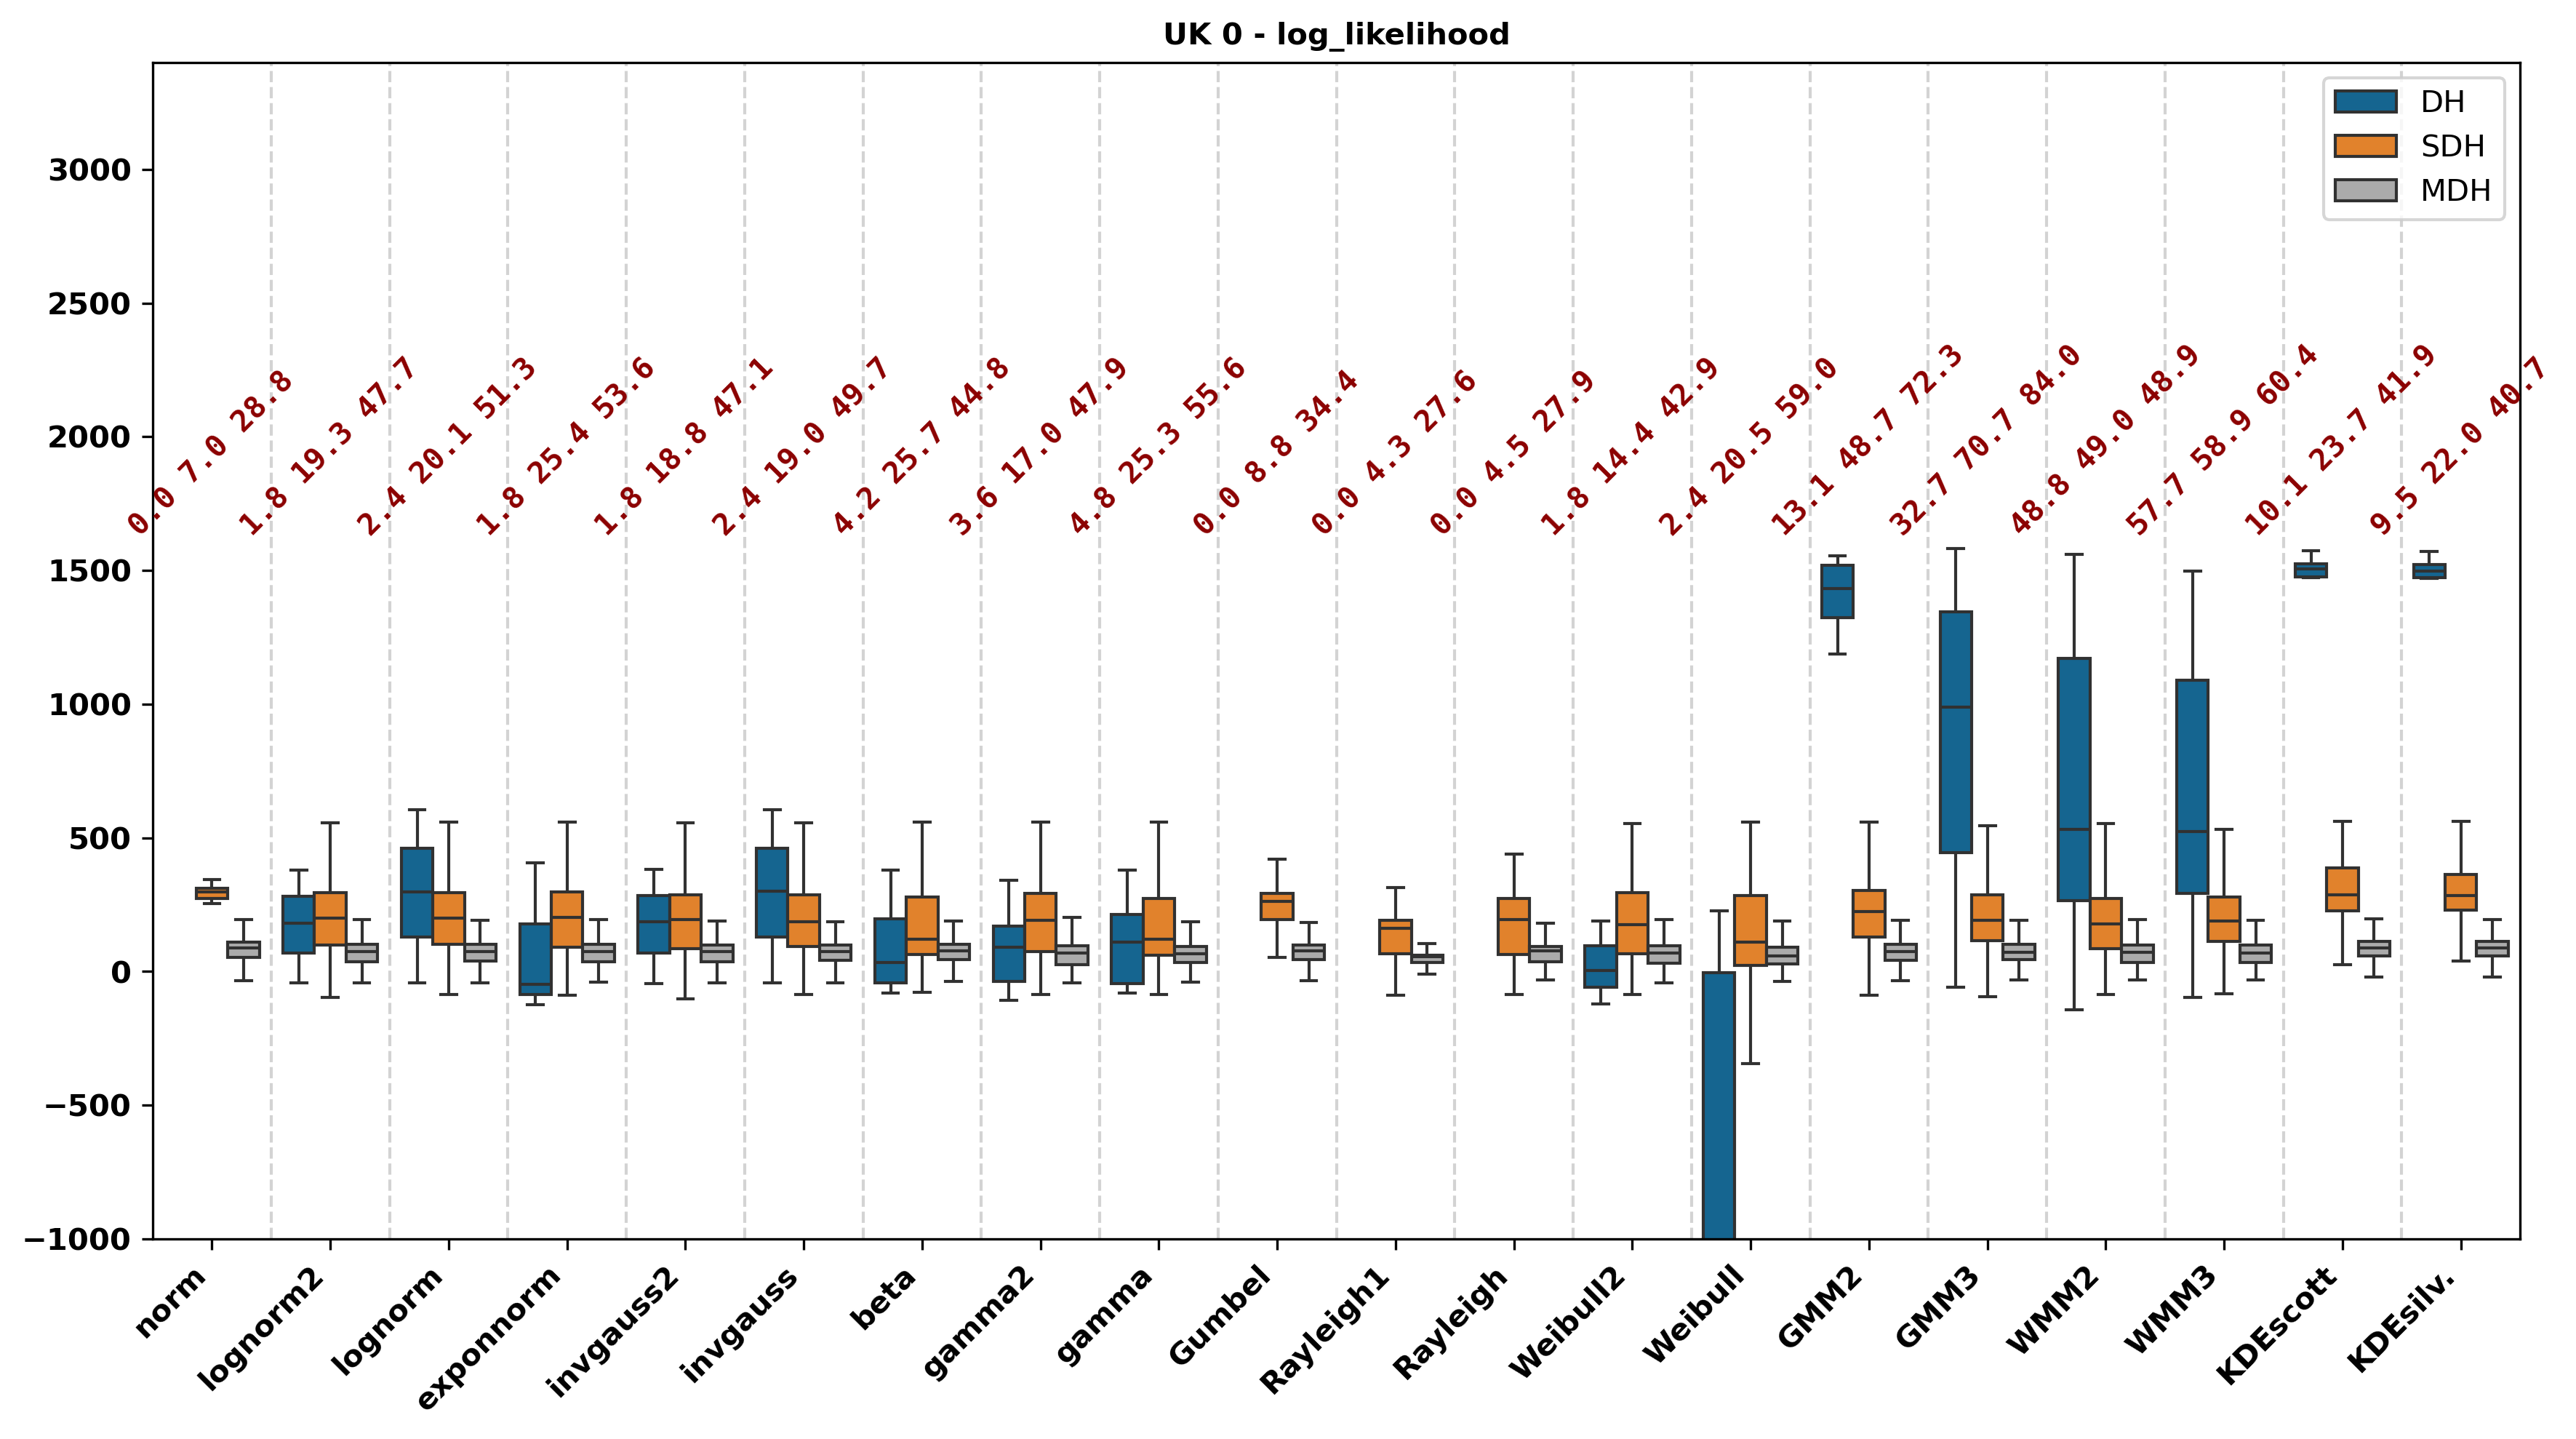 UK 0 - log_likelihood
DH
SDH
MDH
3000
2500
2000
1500
1000
500
0
−500
−1000
0.0 7.0 28.8
1.8 19.3 47.7
2.4 20.1 51.3
1.8 25.4 53.6
1.8 18.8 47.1
2.4 19.0 49.7
4.2 25.7 44.8
3.6 17.0 47.9
4.8 25.3 55.6
0.0 8.8 34.4
0.0 4.3 27.6
0.0 4.5 27.9
1.8 14.4 42.9
2.4 20.5 59.0
13.1 48.7 72.3
32.7 70.7 84.0
48.8 49.0 48.9
57.7 58.9 60.4
10.1 23.7 41.9
9.5 22.0 40.7
norm
lognorm2
lognorm
exponnorm
invgauss2
invgauss
beta
gamma2
gamma
Gumbel
Rayleigh1
Rayleigh
Weibull2
Weibull
GMM2
GMM3
WMM2
WMM3
KDEscott
KDEsilv.